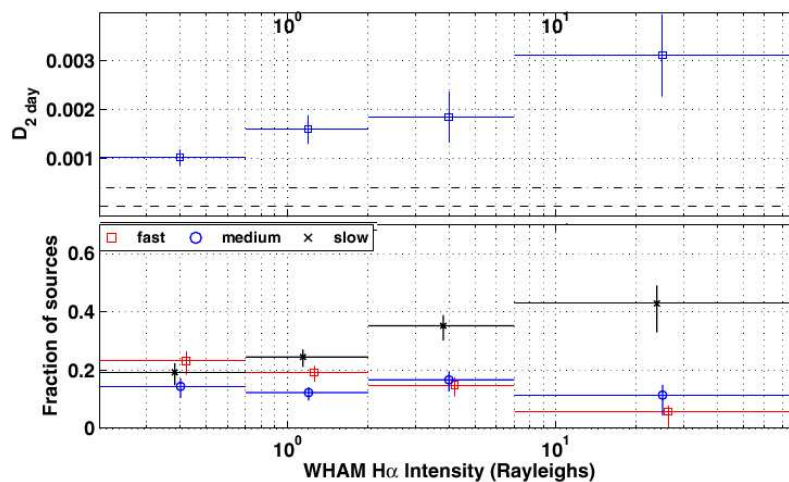 10⁰ 10¹
0.003
0.002
0.001
D2 day
fast medium slow
0.6
0.4
0.2
0
Fraction of sources
10⁰ 10¹
WHAM Hα Intensity (Rayleighs)